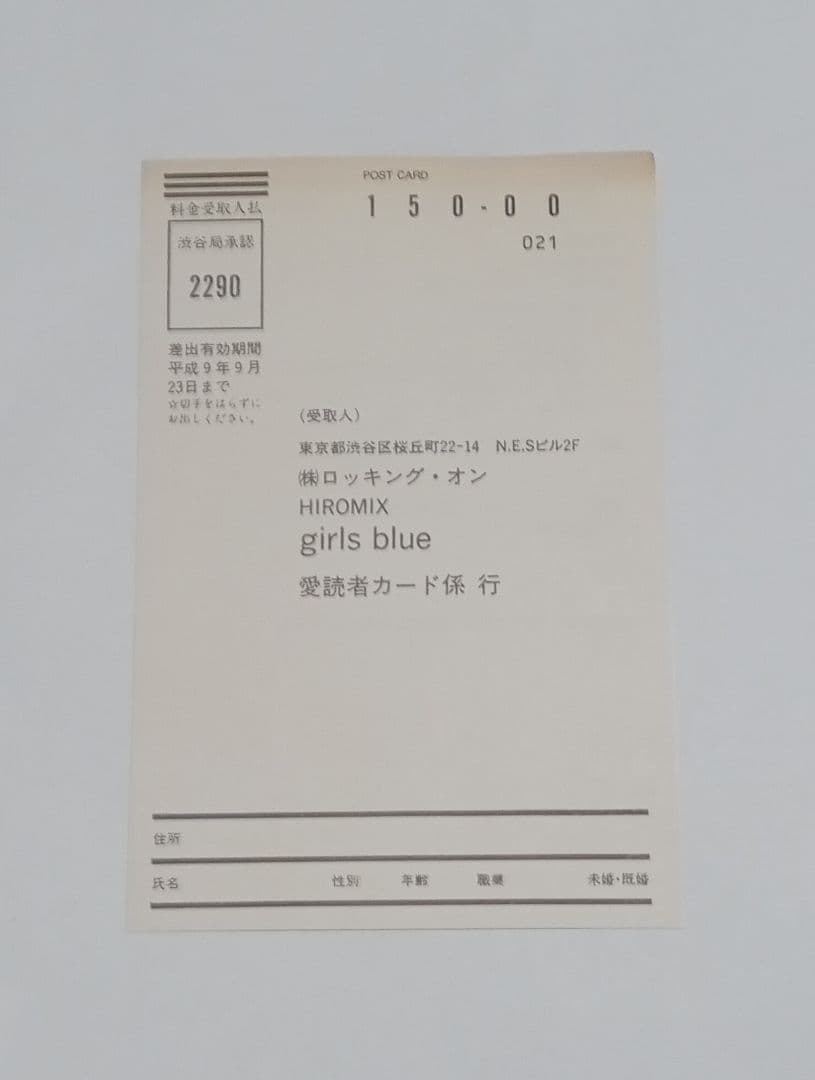 POST CARD
150-00
021
料金受取人払
渋谷局承認
2290
差出有効期間
平成9年9月
23日まで
☆切手をはらずに
お出しください。
(受取人)
東京都渋谷区桜丘町22-14 N.E.Sビル2F
㈱ロッキング・オン
HIROMIX
girls blue
愛読者カード係 行
住所
氏名 性別 年齢 職業 未婚・既婚